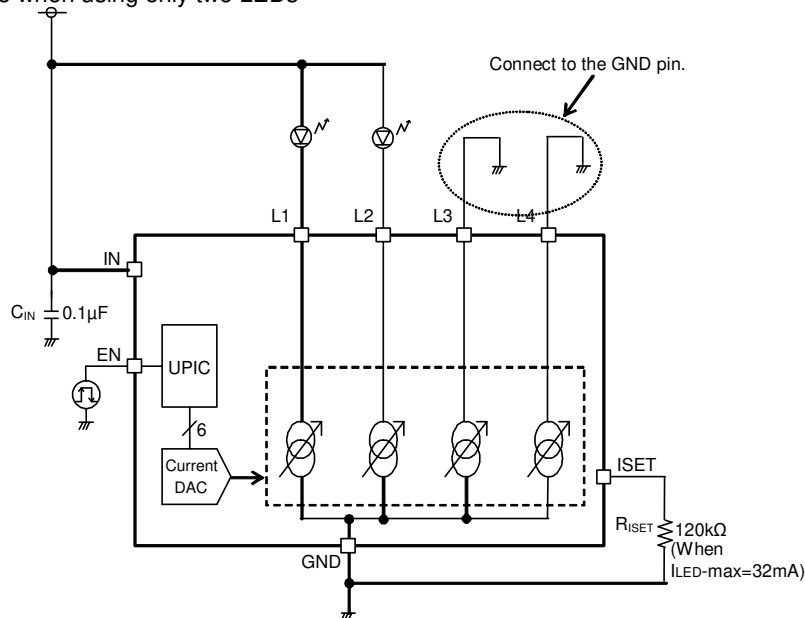 when using only two LEDs
Connect to the GND pin.
L1
L2
L3
L4
IN
CIN
0.1µF
EN
UPIC
6
Current
DAC
ISET
RISET
120kΩ
(When
ILED-max=32mA)
GND